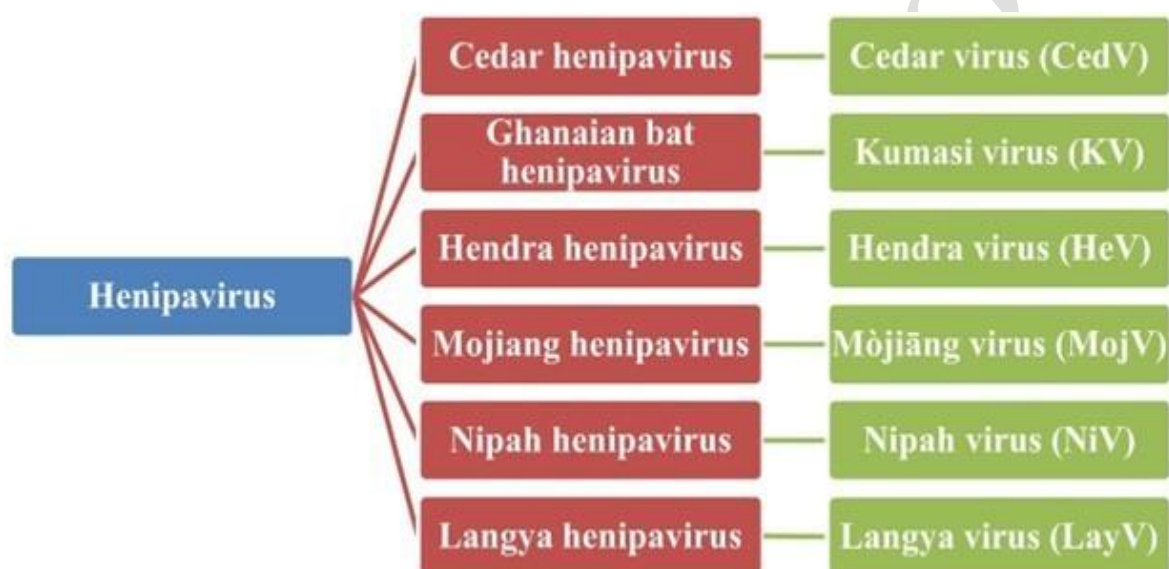 Henipavirus
Cedar henipavirus
Cedar virus (CedV)
Ghanaian bat
henipavirus
Kumasi virus (KV)
Hendra henipavirus
Hendra virus (HeV)
Mojiang henipavirus
Mòjiāng virus (MojV)
Nipah henipavirus
Nipah virus (NiV)
Langya henipavirus
Langya virus (LayV)